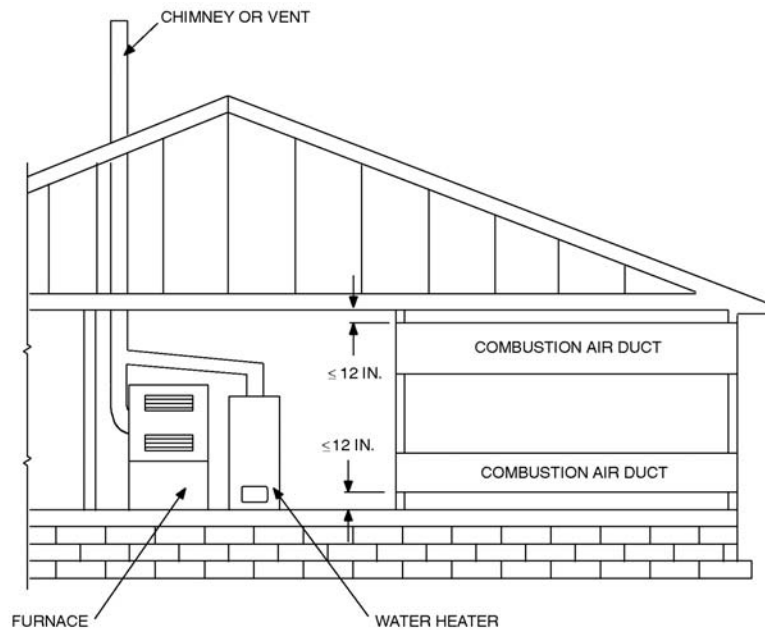 CHIMNEY OR VENT
COMBUSTION AIR DUCT
≤ 12 IN.
≤ 12 IN.
COMBUSTION AIR DUCT
FURNACE
WATER HEATER